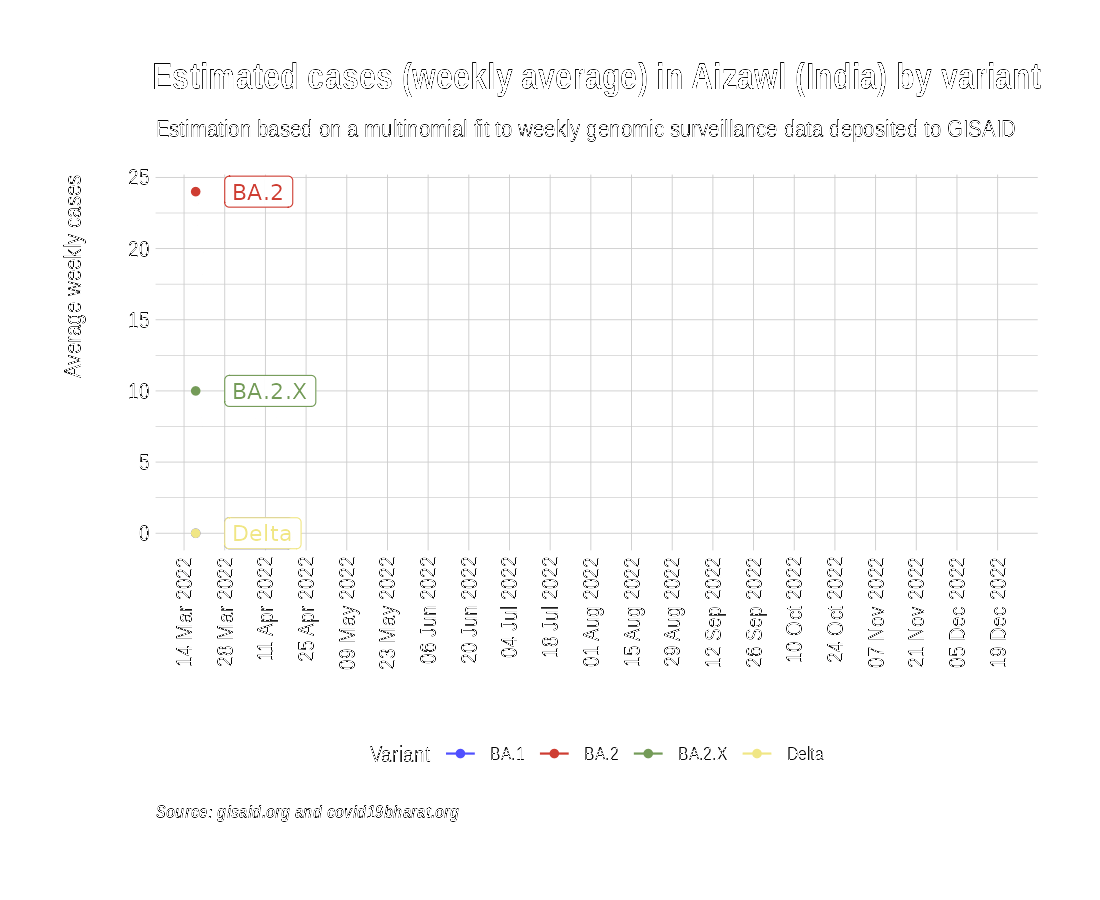 Estimated cases (weekly average) in Aizawl (India) by variant
Estimation based on a multinomial fit to weekly genomic surveillance data deposited to GISAID
Average weekly cases
25
20
15
10
5
0
BA.2
BA.2.X
Delta
14 Mar 2022
28 Mar 2022
11 Apr 2022
25 Apr 2022
09 May 2022
23 May 2022
06 Jun 2022
20 Jun 2022
04 Jul 2022
18 Jul 2022
01 Aug 2022
15 Aug 2022
29 Aug 2022
12 Sep 2022
26 Sep 2022
10 Oct 2022
24 Oct 2022
07 Nov 2022
21 Nov 2022
05 Dec 2022
19 Dec 2022
Variant BA.1 BA.2 BA.2.X Delta
Source: gisaid.org and covid19bharat.org